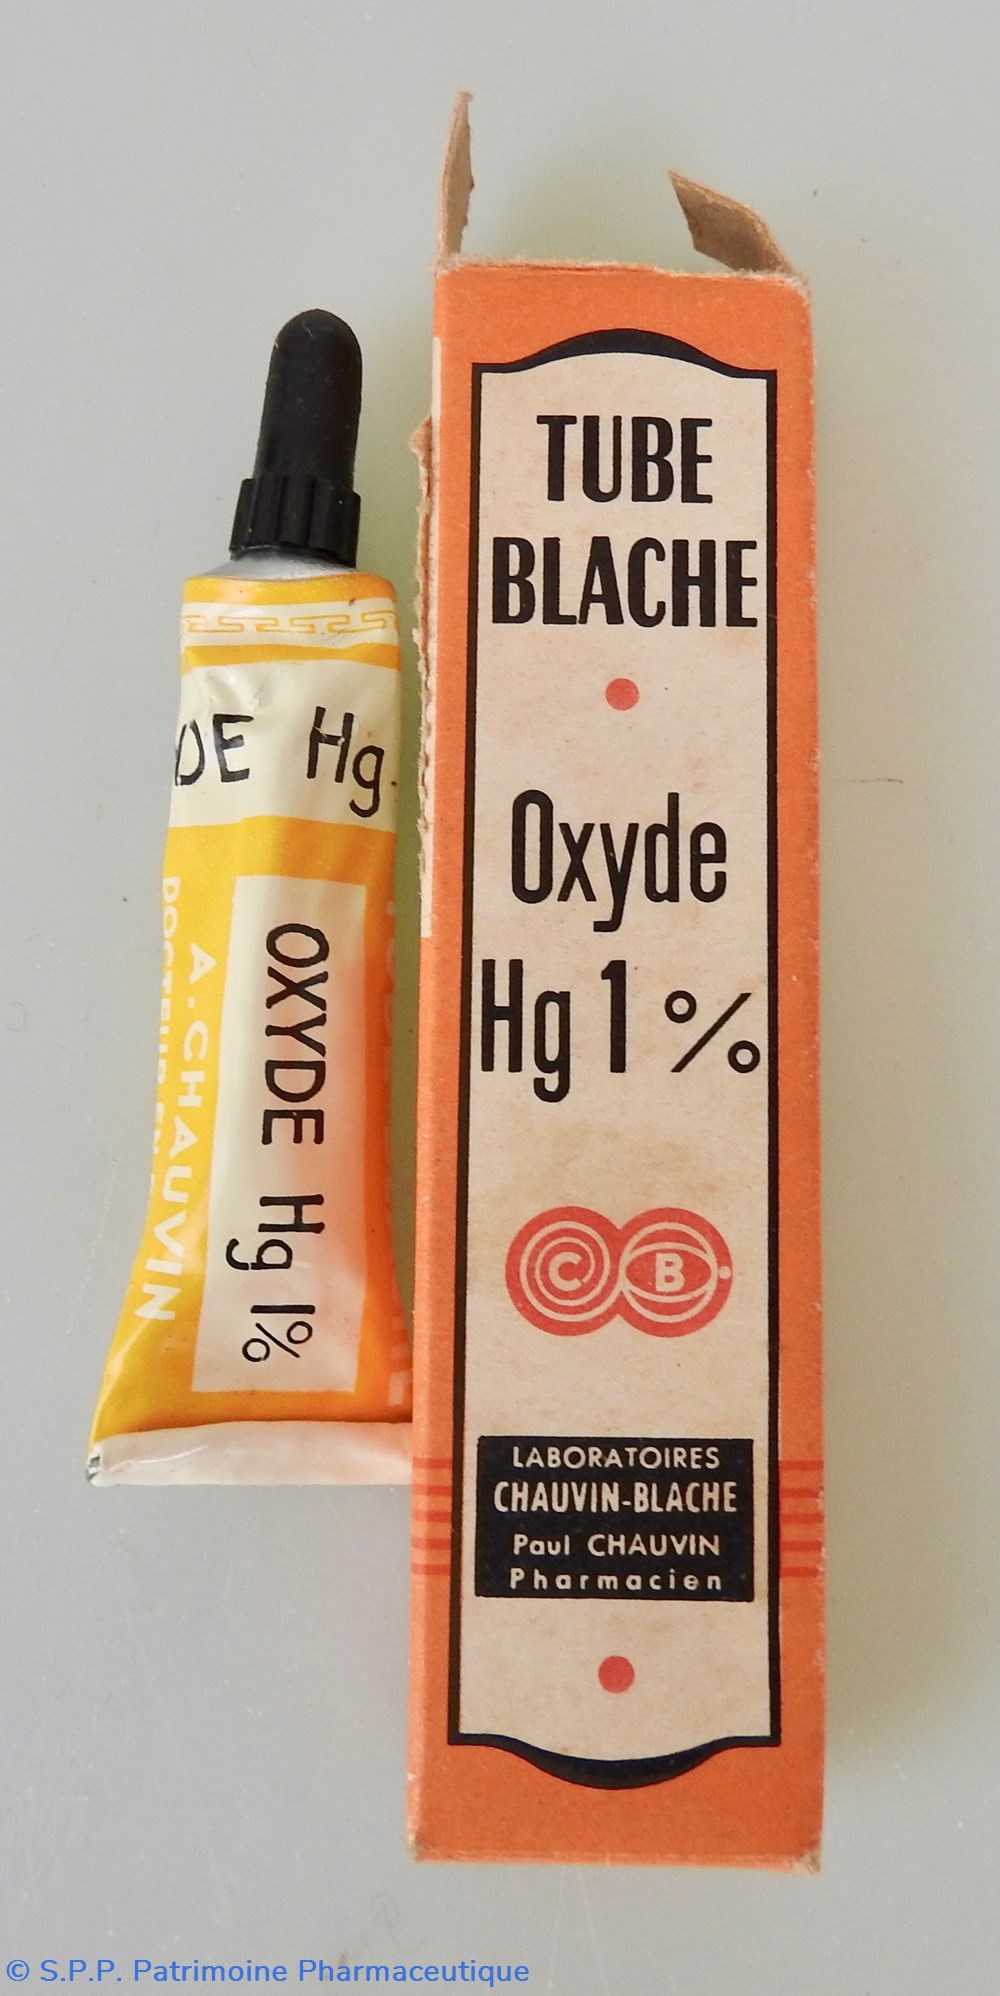 DE Hg.
OXYDE Hg 1%
A. CHAUVIN
TUBE
BLACHE
Oxyde
Hg 1 %
C B
LABORATOIRES
CHAUVIN-BLACHE
Paul CHAUVIN
Pharmacien
© S.P.P. Patrimoine Pharmaceutique